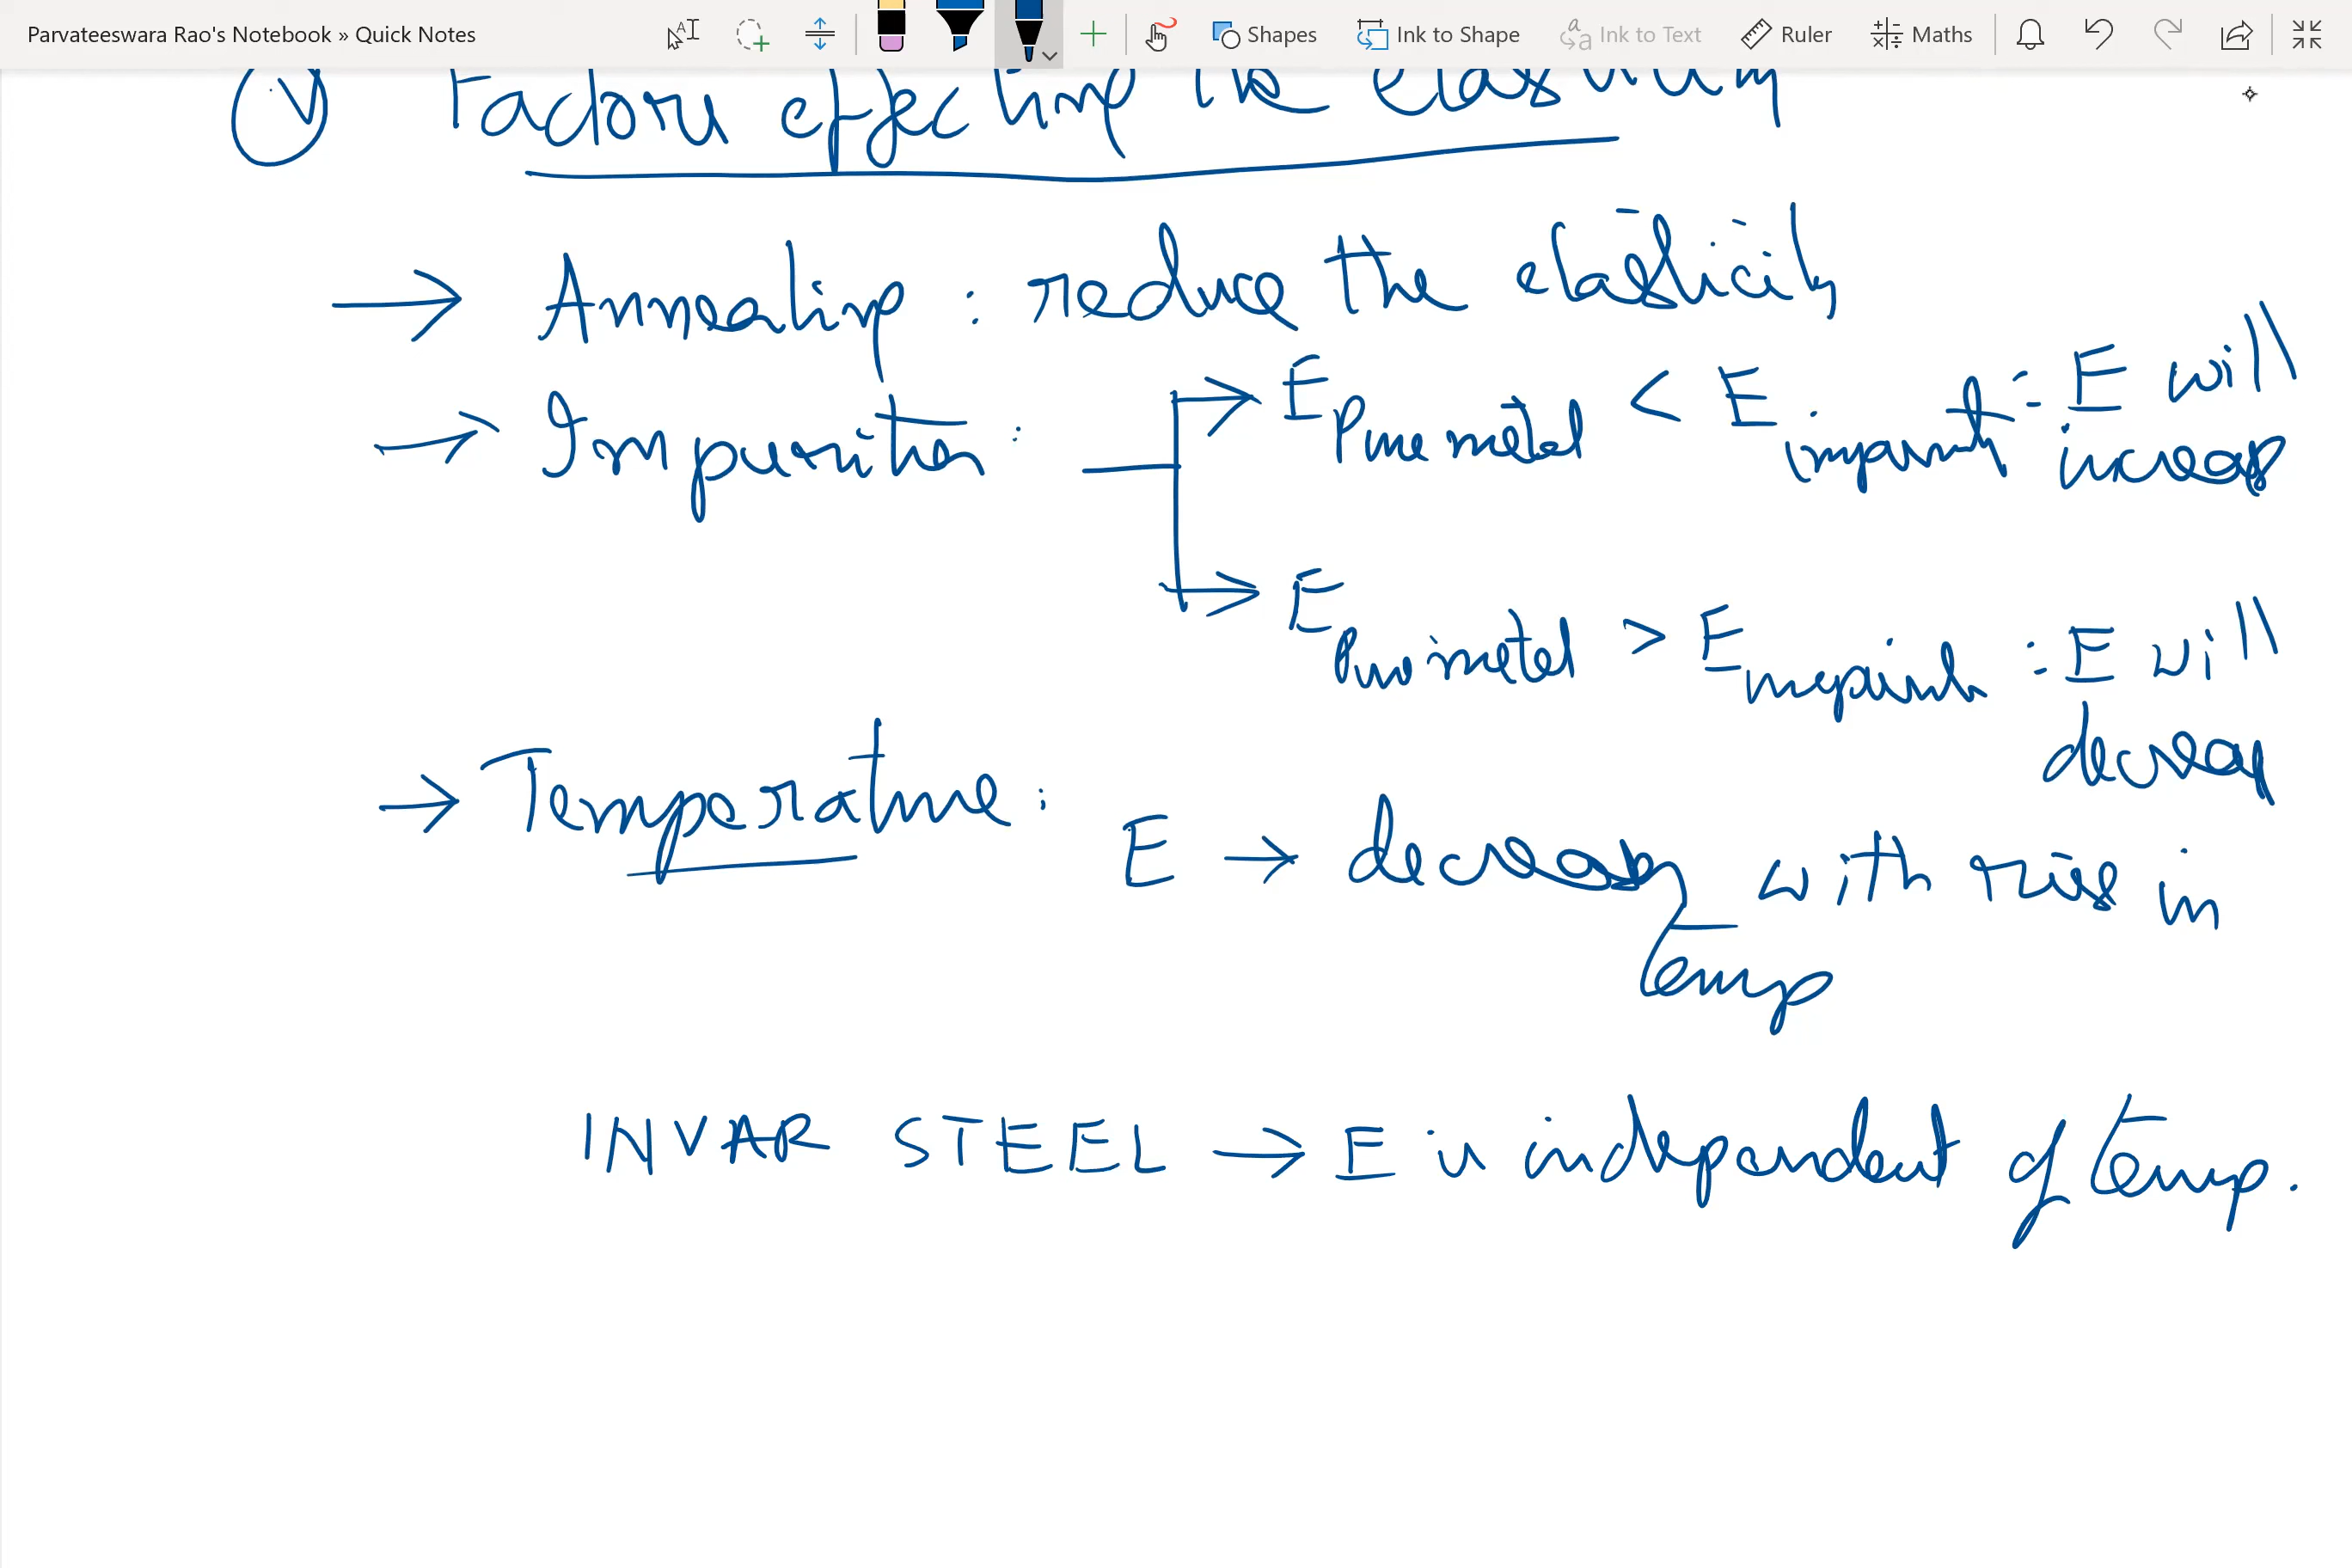 Parvateeswara Rao's Notebook » Quick Notes Shapes Ink to Shape Ink to Text Ruler Maths
V Factors effecting the elasticity
→ Annealing : reduce the elasticity
→ Impurities : → E pure metal < E impurity : E will increase
→ E pure metal > E impurity : E will decrease
→ Temperature : E → decreases with rise in temp
INVAR STEEL → E is independent of temp.